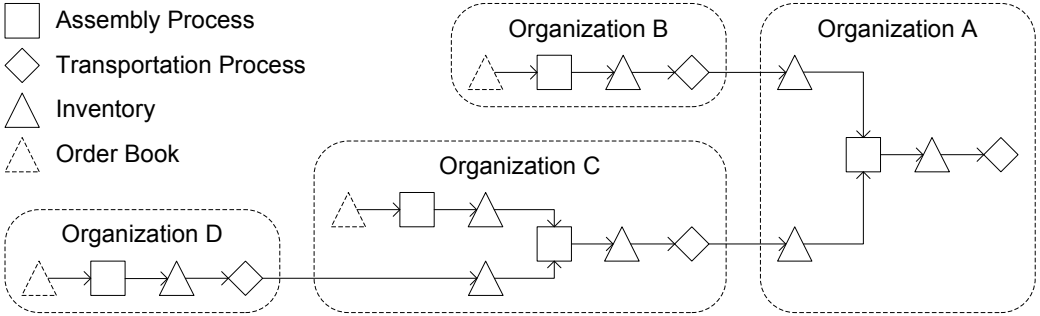 Assembly Process
Transportation Process
Inventory
Order Book
Organization B
Organization A
Organization C
Organization D